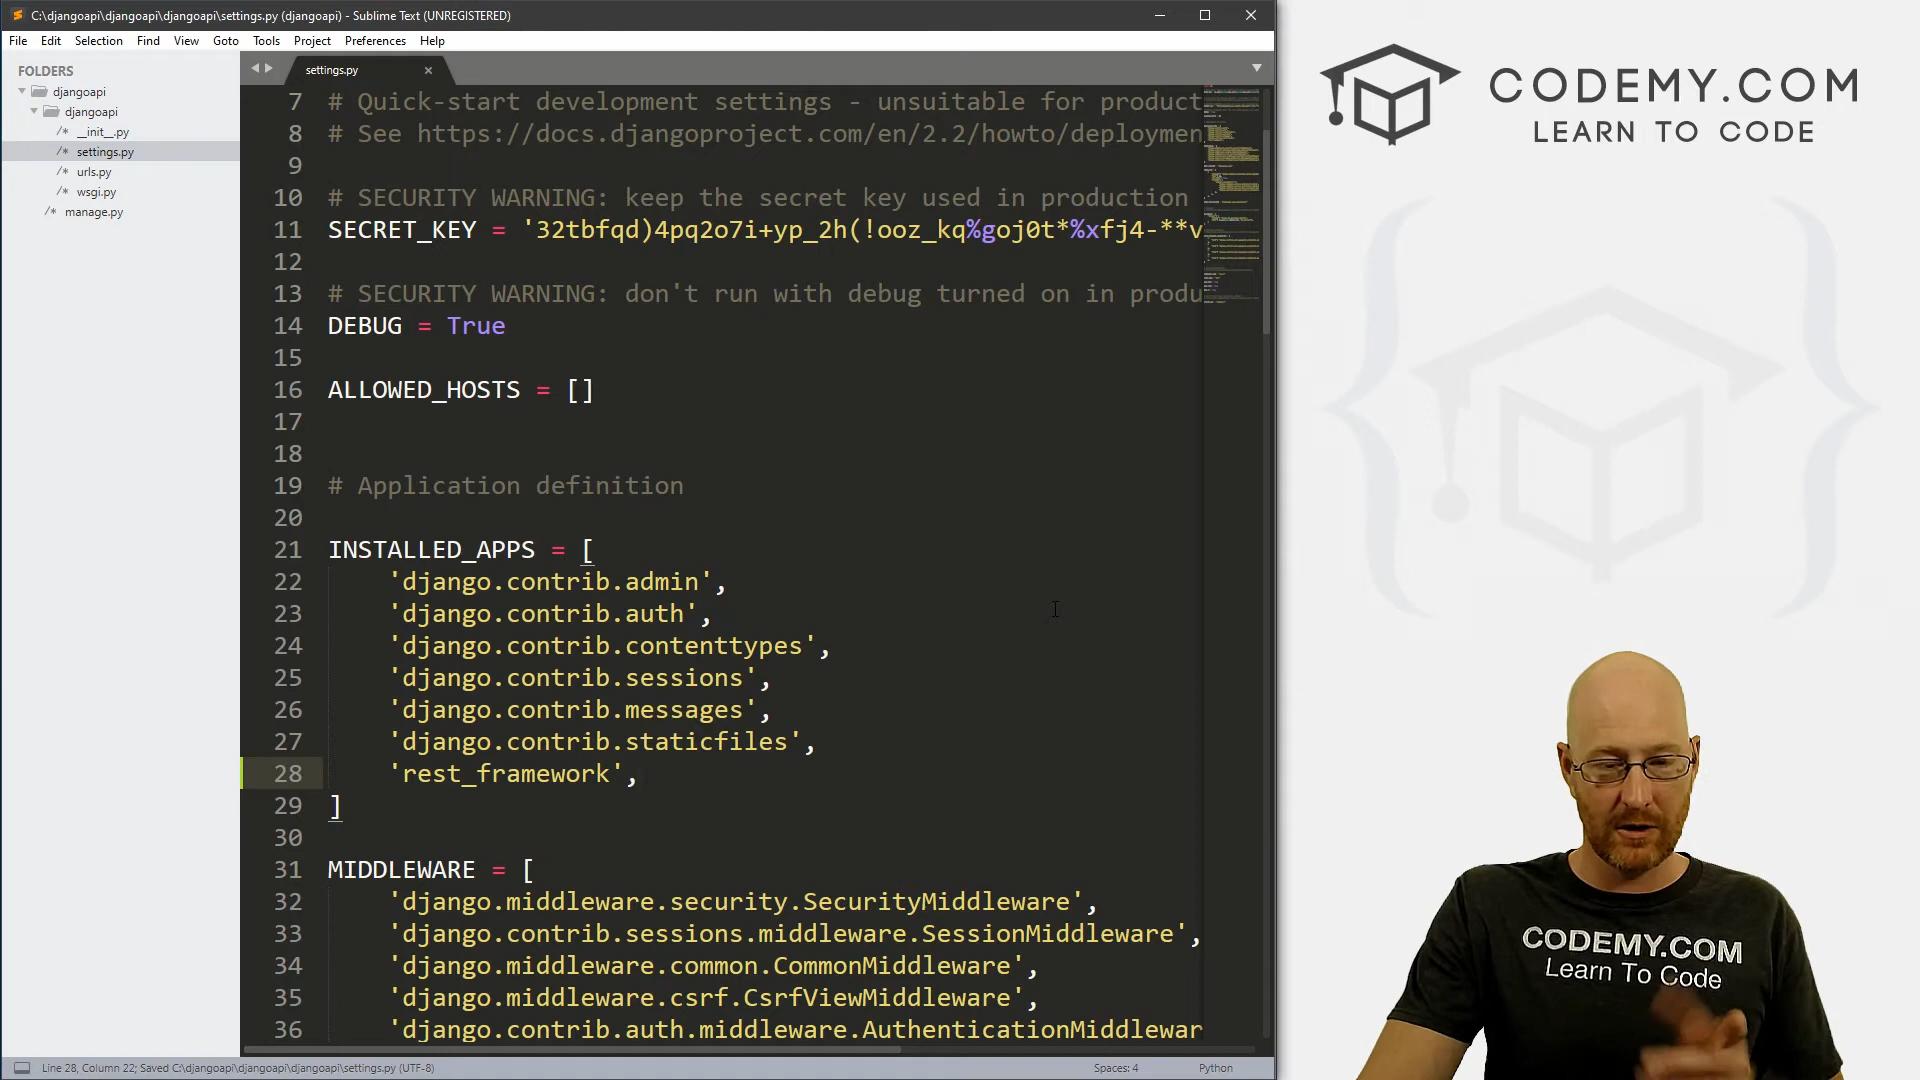 C:\djangoapi\djangoapi\djangoapi\settings.py (djangoapi) - Sublime Text (UNREGISTERED)
File Edit Selection Find View Goto Tools Project Preferences Help
FOLDERS
djangoapi
djangoapi
__init__.py
settings.py
urls.py
wsgi.py
manage.py
settings.py
7 # Quick-start development settings - unsuitable for product
8 # See https://docs.djangoproject.com/en/2.2/howto/deploymen
9
10 # SECURITY WARNING: keep the secret key used in production
11 SECRET_KEY = '32tbfqd)4pq2o7i+yp_2h(!ooz_kq%goj0t*%xfj4-**v
12
13 # SECURITY WARNING: don't run with debug turned on in produ
14 DEBUG = True
15
16 ALLOWED_HOSTS = []
17
18
19 # Application definition
20
21 INSTALLED_APPS = [
22 'django.contrib.admin',
23 'django.contrib.auth',
24 'django.contrib.contenttypes',
25 'django.contrib.sessions',
26 'django.contrib.messages',
27 'django.contrib.staticfiles',
28 'rest_framework',
29 ]
30
31 MIDDLEWARE = [
32 'django.middleware.security.SecurityMiddleware',
33 'django.contrib.sessions.middleware.SessionMiddleware',
34 'django.middleware.common.CommonMiddleware',
35 'django.middleware.csrf.CsrfViewMiddleware',
36 'django.contrib.auth.middleware.AuthenticationMiddlewar
Line 28, Column 22; Saved C:\djangoapi\djangoapi\djangoapi\settings.py (UTF-8)
Spaces: 4
Python
CODEMY.COM
LEARN TO CODE
CODEMY.COM
Learn To Code